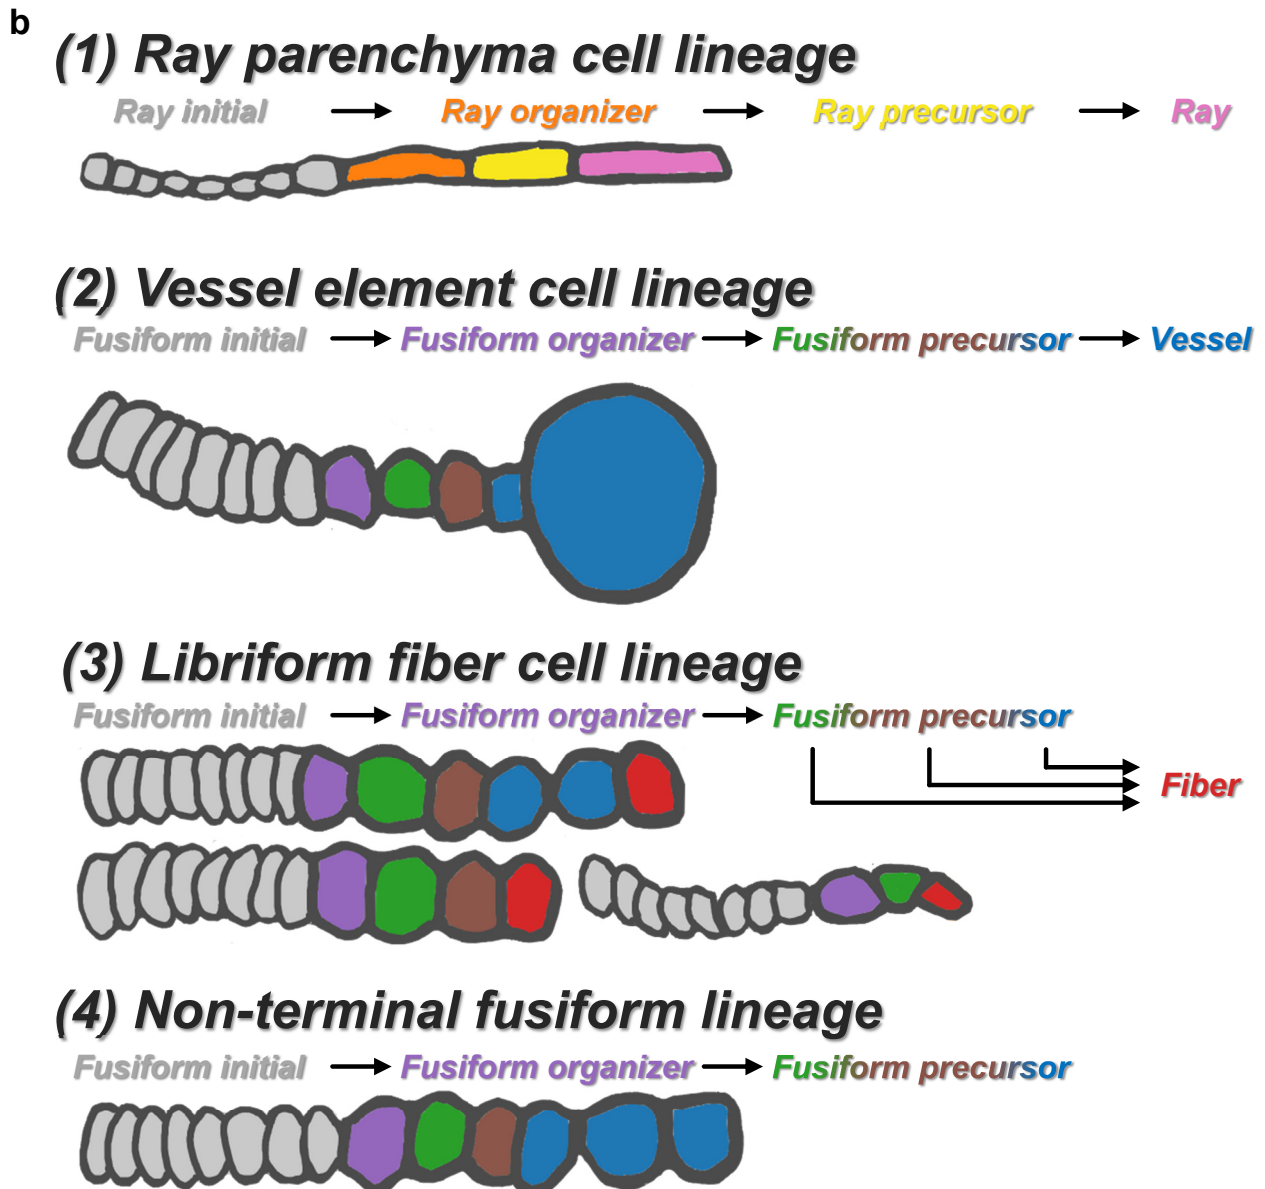 b
(1) Ray parenchyma cell lineage
Ray initial Ray organizer Ray precursor Ray
(2) Vessel element cell lineage
Fusiform initial Fusiform organizer Fusiform precursor Vessel
(3) Libriform fiber cell lineage
Fusiform initial Fusiform organizer Fusiform precursor
Fiber
(4) Non-terminal fusiform lineage
Fusiform initial Fusiform organizer Fusiform precursor